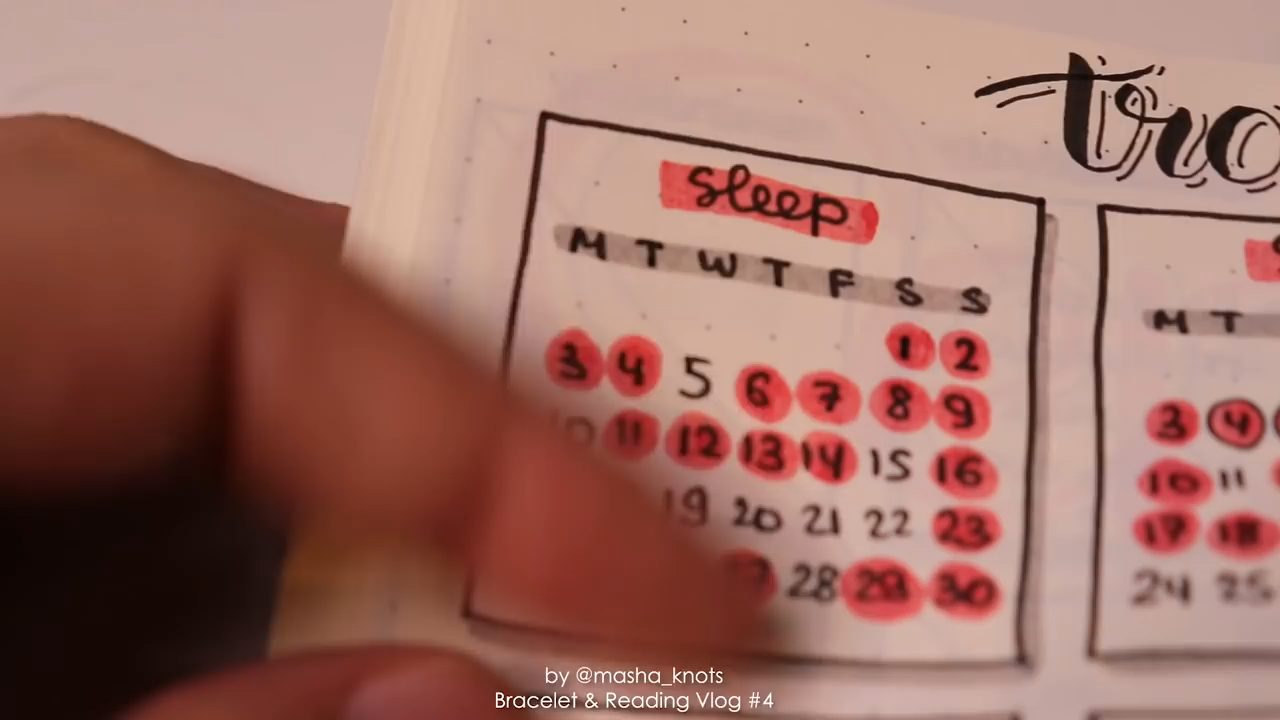 tro
sleep
M T W T F S S
1 2
3 4 5 6 7 8 9
11 12 13 14 15 16
19 20 21 22 23
28 29 30
M T
3 4
10 11
17 18
24 25
by @masha_knots
Bracelet & Reading Vlog #4